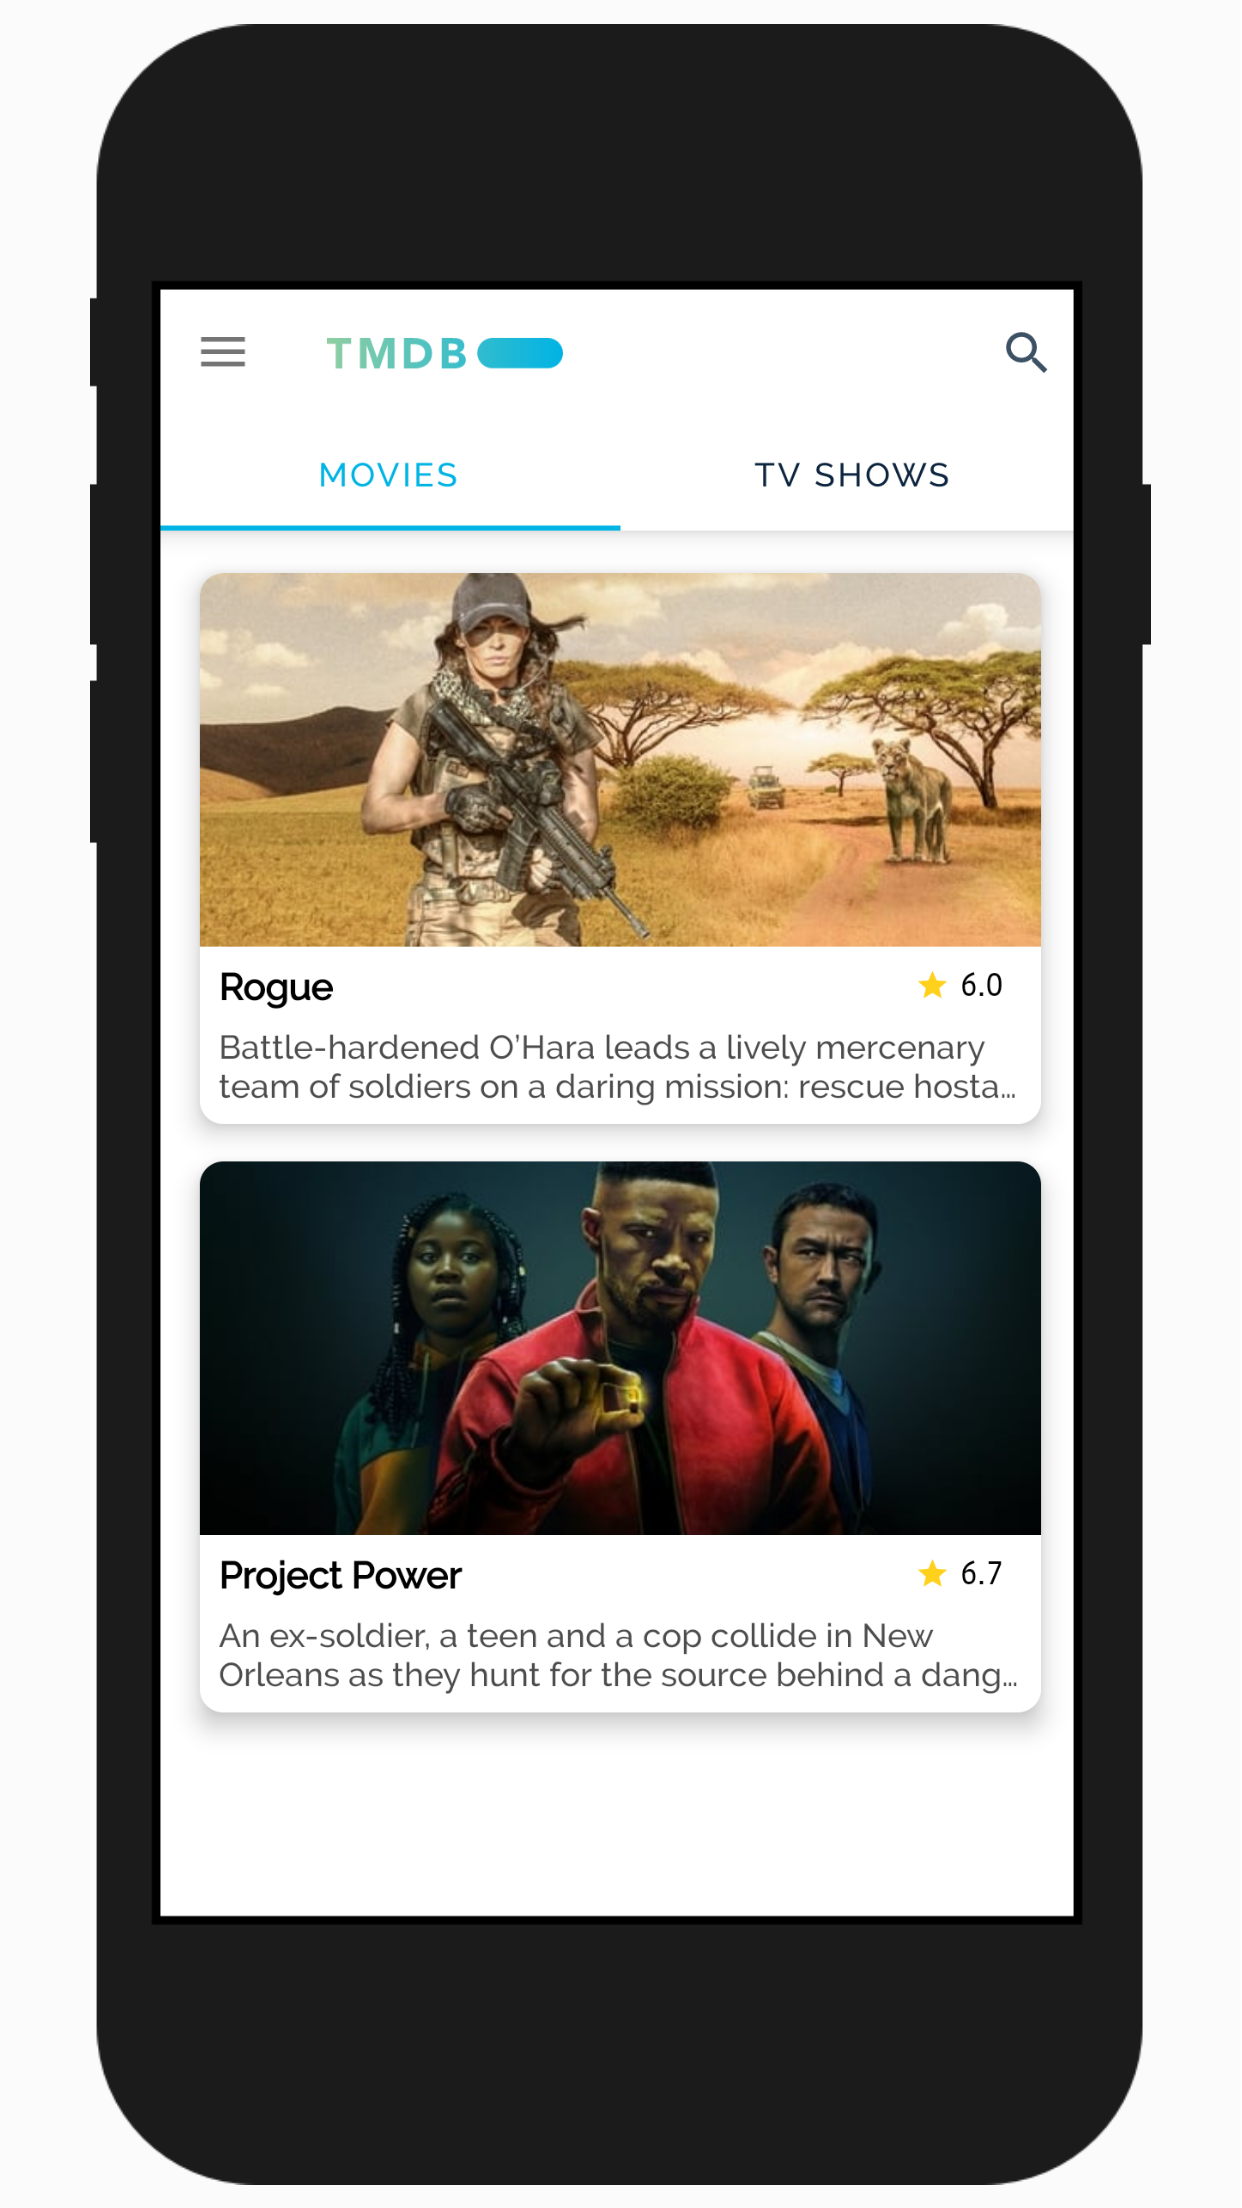 TMDB
MOVIES
TV SHOWS
Rogue
6.0
Battle-hardened O’Hara leads a lively mercenary
team of soldiers on a daring mission: rescue hosta...
Project Power
6.7
An ex-soldier, a teen and a cop collide in New
Orleans as they hunt for the source behind a dang...